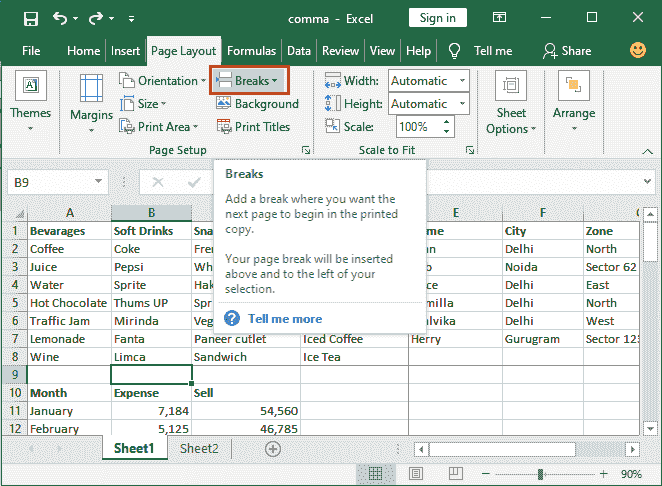 comma - Excel Sign in
File Home Insert Page Layout Formulas Data Review View Help Tell me Share
Themes
Margins
Orientation
Size
Print Area
Breaks
Background
Print Titles
Page Setup
Width: Automatic
Height: Automatic
Scale: 100%
Scale to Fit
Sheet
Options
Arrange
B9
Breaks
Add a break where you want the
next page to begin in the printed
copy.
Your page break will be inserted
above and to the left of your
selection.
? Tell me more
A B E F
1 Bevarages Soft Drinks Sna me City Zone
2 Coffee Coke Fre Delhi North
3 Juice Pepsi Wh Noida Sector 62
4 Water Sprite Hak ce Delhi East
5 Hot Chocolate Thums UP Spr milla Delhi North
6 Traffic Jam Mirinda Veg alvika Delhi West
7 Lemonade Fanta Paneer cutlet Iced Coffee Herry Gurugram Sector 12
8 Wine Limca Sandwich Ice Tea
9
10 Month Expense Sell
11 January 7,184 54,560
12 February 5,125 46,785
Sheet1 Sheet2
90%